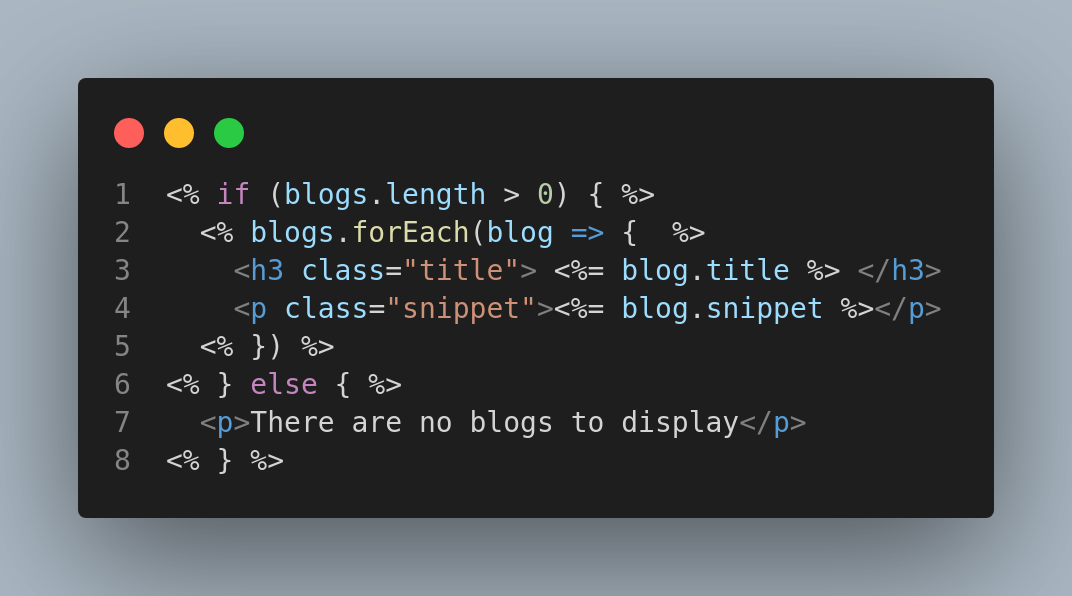 1 <% if (blogs.length > 0) { %>
2   <% blogs.forEach(blog => {  %>
3     <h3 class="title"> <%= blog.title %> </h3>
4     <p class="snippet"><%= blog.snippet %></p>
5   <% }) %>
6 <% } else { %>
7   <p>There are no blogs to display</p>
8 <% } %>